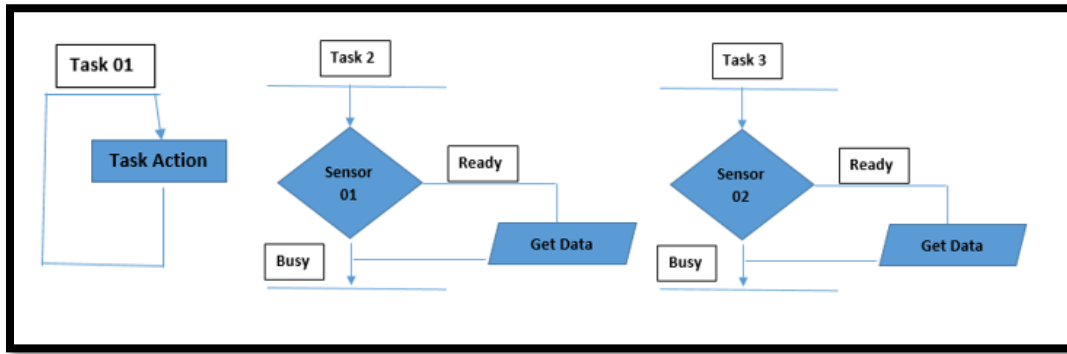 Task 01
Task Action
Task 2
Sensor
01
Ready
Get Data
Busy
Task 3
Sensor
02
Ready
Get Data
Busy